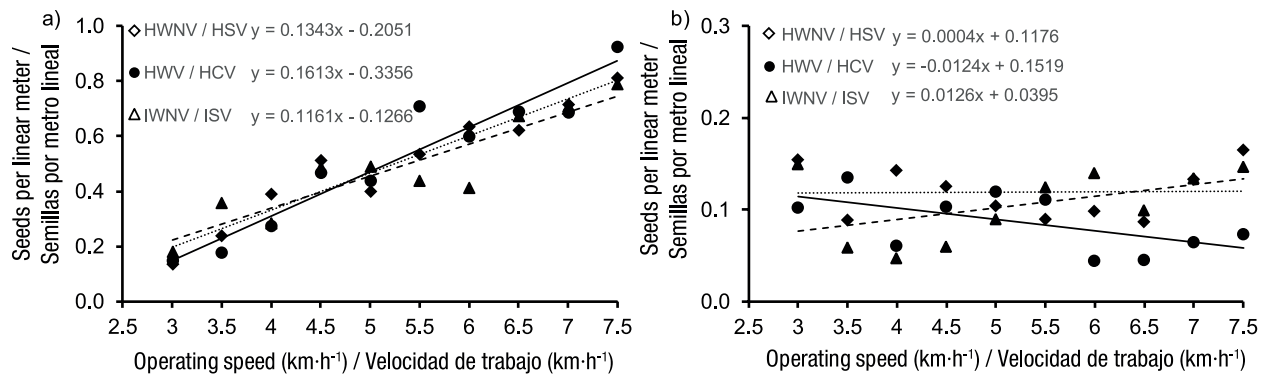 a)
Seeds per linear meter /
Semillas por metro lineal
1.0
0.8
0.6
0.4
0.2
0.0
HWNV / HSV y = 0.1343x - 0.2051
HWV / HCV y = 0.1613x - 0.3356
IWNV / ISV y = 0.1161x - 0.1266
2.5 3 3.5 4 4.5 5 5.5 6 6.5 7 7.5
Operating speed (km·h⁻¹) / Velocidad de trabajo (km·h⁻¹)
b)
Seeds per linear meter /
Semillas por metro lineal
0.3
0.2
0.1
0.0
HWNV / HSV y = 0.0004x + 0.1176
HWV / HCV y = -0.0124x + 0.1519
IWNV / ISV y = 0.0126x + 0.0395
2.5 3 3.5 4 4.5 5 5.5 6 6.5 7 7.5
Operating speed (km·h⁻¹) / Velocidad de trabajo (km·h⁻¹)